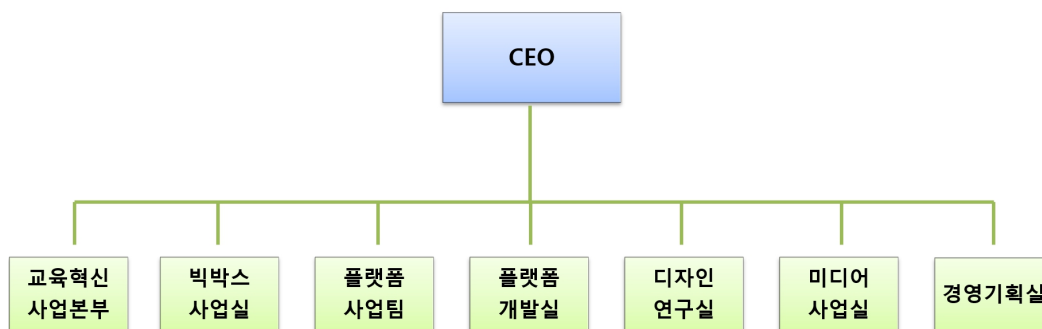 CEO
교육혁신
사업본부
빅박스
사업실
플랫폼
사업팀
플랫폼
개발실
디자인
연구실
미디어
사업실
경영기획실